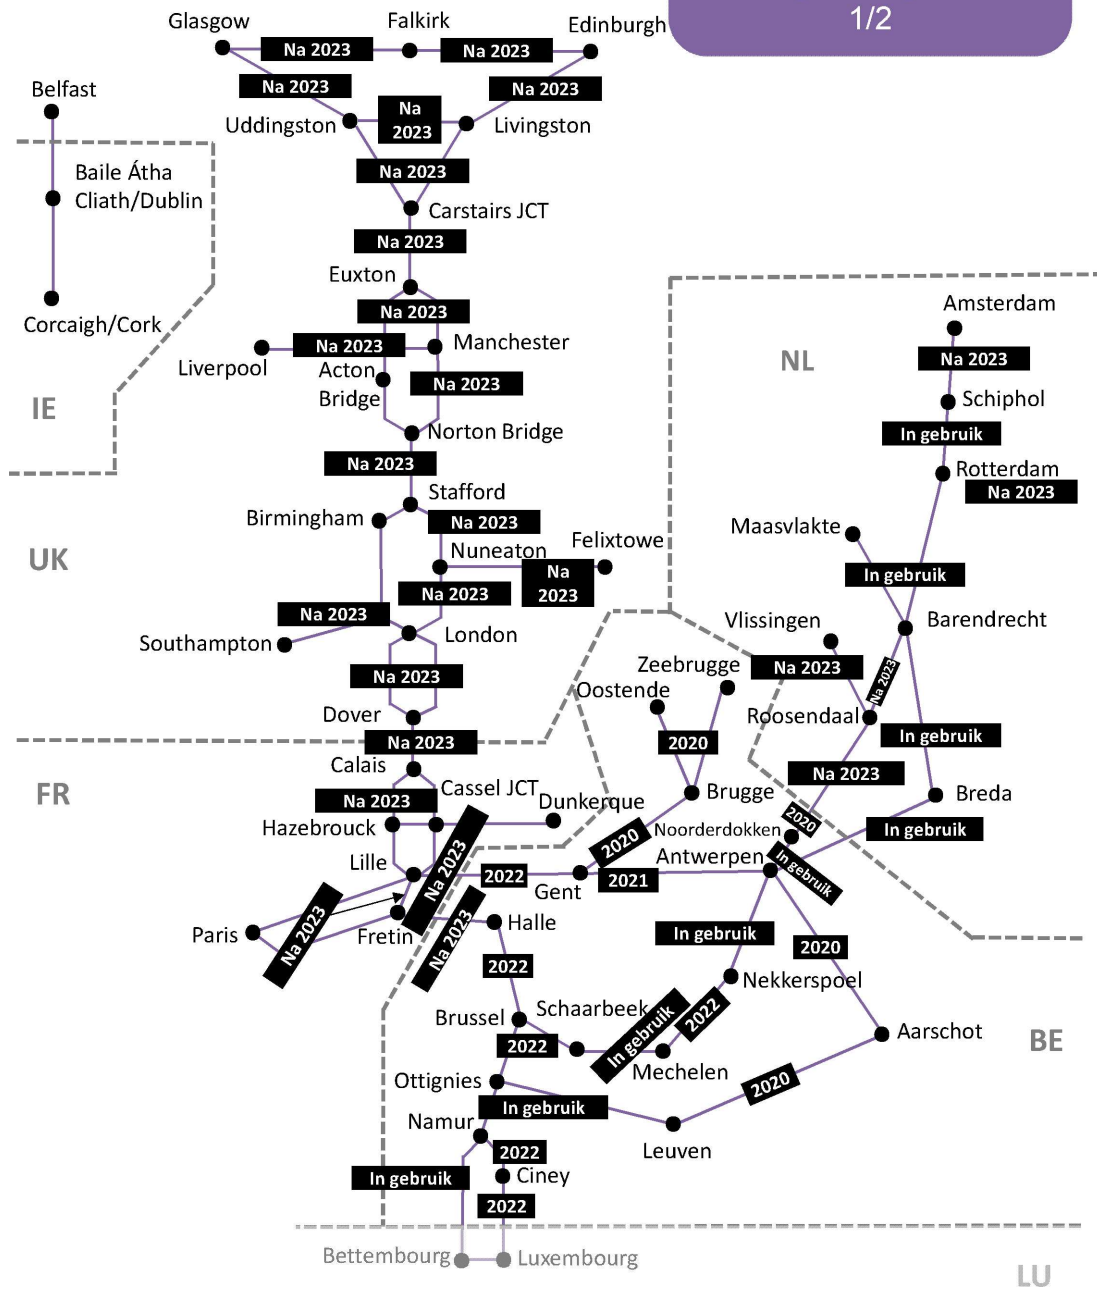 1/2
Glasgow
Falkirk
Edinburgh
Na 2023
Na 2023
Na 2023
Na 2023
Belfast
Uddingston
Na
2023
Livingston
Baile Átha
Cliath/Dublin
Na 2023
Carstairs JCT
Na 2023
Euxton
Corcaigh/Cork
Na 2023
Amsterdam
Liverpool
Na 2023
Manchester
NL
Na 2023
Acton
Bridge
Na 2023
Schiphol
IE
Norton Bridge
In gebruik
Na 2023
Rotterdam
Na 2023
Stafford
Birmingham
Na 2023
Maasvlakte
UK
Nuneaton
Felixtowe
Na
2023
In gebruik
Na 2023
Na 2023
Southampton
London
Vlissingen
Barendrecht
Na 2023
Zeebrugge
Na 2023
Na 2023
Oostende
Dover
Roosendaal
Na 2023
2020
In gebruik
Calais
Na 2023
FR
Cassel JCT
Na 2023
Dunkerque
Brugge
Breda
Hazebrouck
2020
Noorderdokken
2020
In gebruik
Lille
Na 2023
2022
Gent
2021
Antwerpen
In gebruik
Paris
Na 2023
Fretin
Na 2023
Halle
In gebruik
2020
2022
Nekkerspoel
Brussel
Schaarbeek
In gebruik
2022
Aarschot
BE
2022
Mechelen
Ottignies
2020
In gebruik
Namur
Leuven
2022
In gebruik
Ciney
2022
Bettembourg
Luxembourg
LU